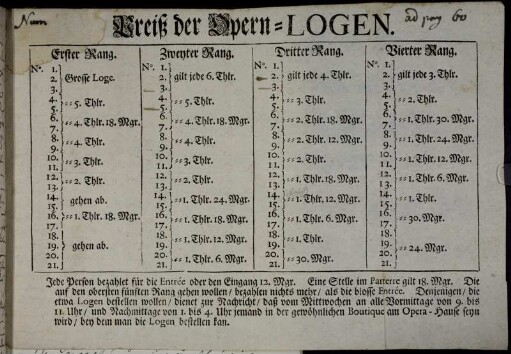 Num
ad pag 60
Preiß der Opern=LOGEN.
Erster Rang.
N°. 1.
2. Grosse Loge.
3.
4.
5. == 5. Thlr.
6.
7. == 4. Thlr. 18. Mgr.
8.
9. == 4. Thlr.
10.
11. == 3. Thlr.
12.
13. == 2. Thlr.
14.
15. gehen ab.
16. == 1. Thlr. 18. Mgr.
17.
18.
19. gehen ab.
20.
21.
Zweyter Rang.
N°. 1.
2. gilt jede 6. Thlr.
3.
4.
5. == 5. Thlr.
6.
7. == 4. Thlr. 18. Mgr.
8.
9. == 4. Thlr.
10.
11. == 3. Thlr.
12.
13. == 2. Thlr.
14.
15. == 1. Thlr. 24. Mgr.
16.
17. == 1. Thlr. 18. Mgr.
18.
19. == 1. Thlr. 12. Mgr.
20.
21. == 1. Thlr. 6. Mgr.
Dritter Rang.
N°. 1.
2. gilt jede 4. Thlr.
3.
4.
5. == 3. Thlr.
6.
7. == 2. Thlr. 18. Mgr.
8.
9. == 2. Thlr. 12. Mgr.
10.
11. == 2. Thlr. 6. Mgr.
12.
13. == 2. Thlr.
14.
15. == 1. Thlr. 12. Mgr.
16.
17. == 1. Thlr. 6. Mgr.
18.
19. == 1. Thlr.
20.
21. == 30. Mgr.
Vierter Rang.
N°. 1.
2. gilt jede 3. Thlr.
3.
4.
5. == 2. Thlr.
6.
7. == 1. Thlr. 30. Mgr.
8.
9. == 1. Thlr. 24. Mgr.
10.
11. == 1. Thlr. 12. Mgr.
12.
13. == 1. Thlr. 6. Mgr.
14.
15. == 1. Thlr.
16.
17. == 30. Mgr.
18.
19. == 24. Mgr.
20.
21.
Jede Person bezahlt für die Entrée oder den Eingang 12. Mgr. Eine Stelle im Parterre gilt 18. Mgr. Die
auf den obersten fünften Rang gehen wollen / bezahlen nichts mehr / als die blosse Entrée. Denjenigen / die
etwa Logen bestellen wollen / dienet zur Nachricht / daß vom Mittwochen an alle Vormittage von 9. bis
11. Uhr / und Nachmittage von 1. bis 4. Uhr jemand in der gewöhnlichen Boutique am Opera-Hause seyn
wird / bey dem man die Logen bestellen kan.